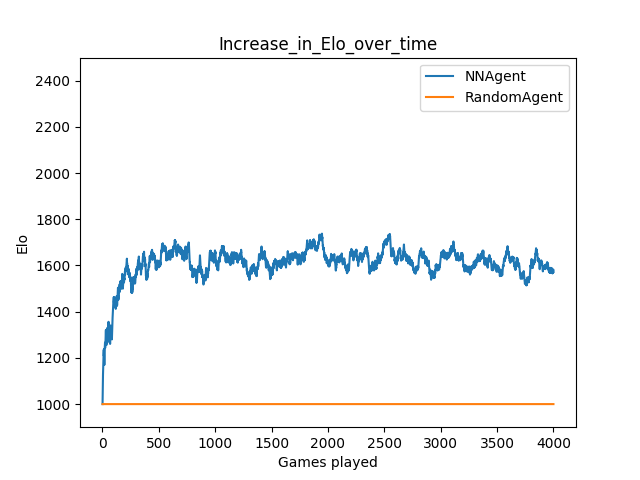 Increase_in_Elo_over_time
NNAgent
RandomAgent
2400
2200
2000
1800
1600
1400
1200
1000
Elo
0 500 1000 1500 2000 2500 3000 3500 4000
Games played